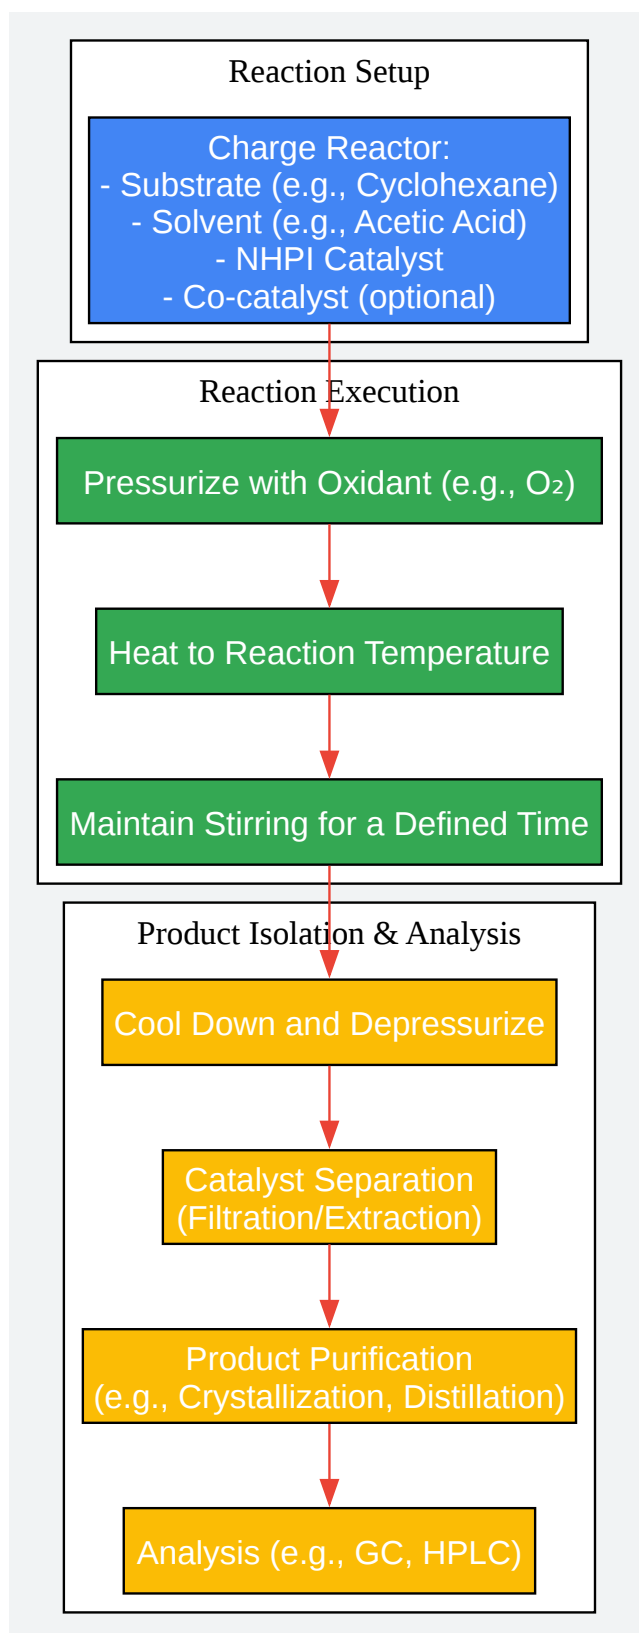 Reaction Setup
Charge Reactor:
- Substrate (e.g., Cyclohexane)
- Solvent (e.g., Acetic Acid)
- NHPI Catalyst
- Co-catalyst (optional)
Reaction Execution
Pressurize with Oxidant (e.g., O₂)
Heat to Reaction Temperature
Maintain Stirring for a Defined Time
Product Isolation & Analysis
Cool Down and Depressurize
Catalyst Separation
(Filtration/Extraction)
Product Purification
(e.g., Crystallization, Distillation)
Analysis (e.g., GC, HPLC)